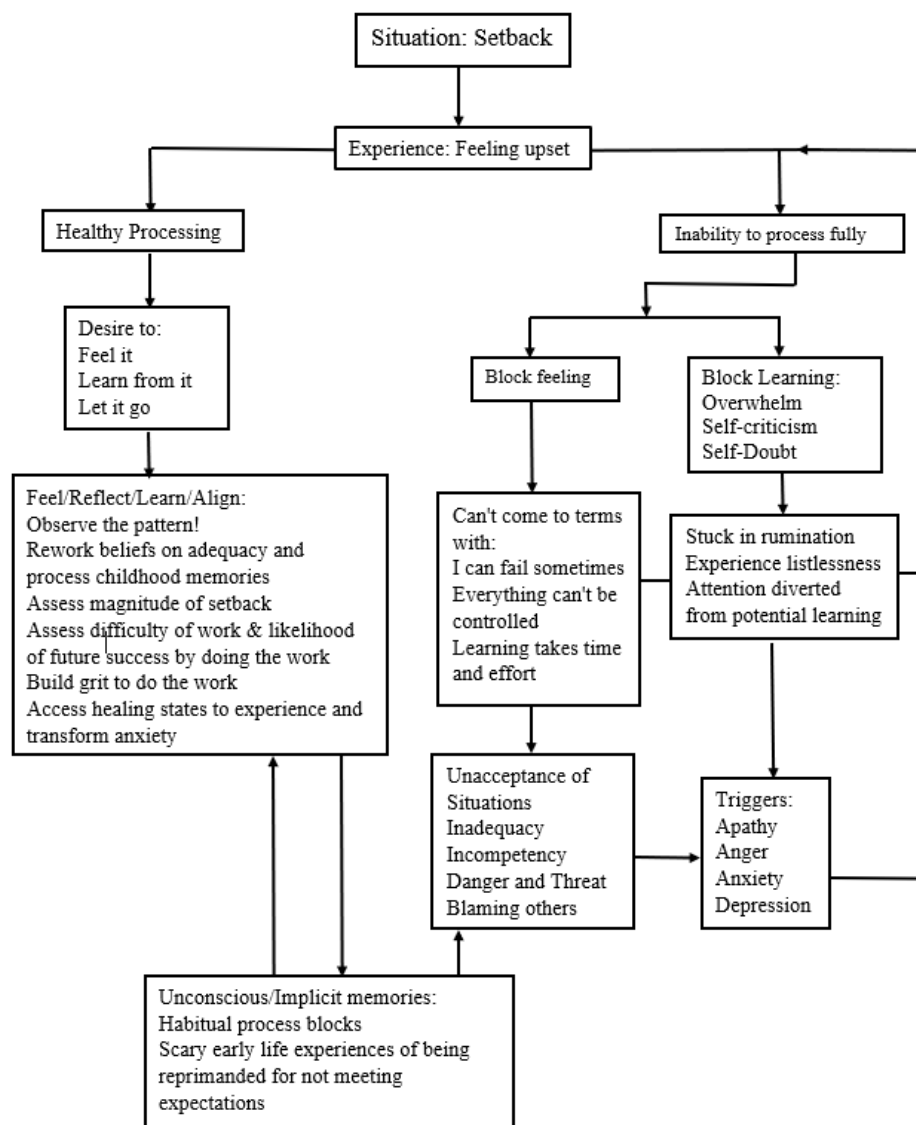 Situation: Setback
Experience: Feeling upset
Healthy Processing
Inability to process fully
Desire to:
Feel it
Learn from it
Let it go
Block feeling
Block Learning:
Overwhelm
Self-criticism
Self-Doubt
Feel/Reflect/Learn/Align:
Observe the pattern!
Rework beliefs on adequacy and
process childhood memories
Assess magnitude of setback
Assess difficulty of work & likelihood
of future success by doing the work
Build grit to do the work
Access healing states to experience and
transform anxiety
Can't come to terms
with:
I can fail sometimes
Everything can't be
controlled
Learning takes time
and effort
Stuck in rumination
Experience listlessness
Attention diverted
from potential learning
Unacceptance of
Situations
Inadequacy
Incompetency
Danger and Threat
Blaming others
Triggers:
Apathy
Anger
Anxiety
Depression
Unconscious/Implicit memories:
Habitual process blocks
Scary early life experiences of being
reprimanded for not meeting
expectations